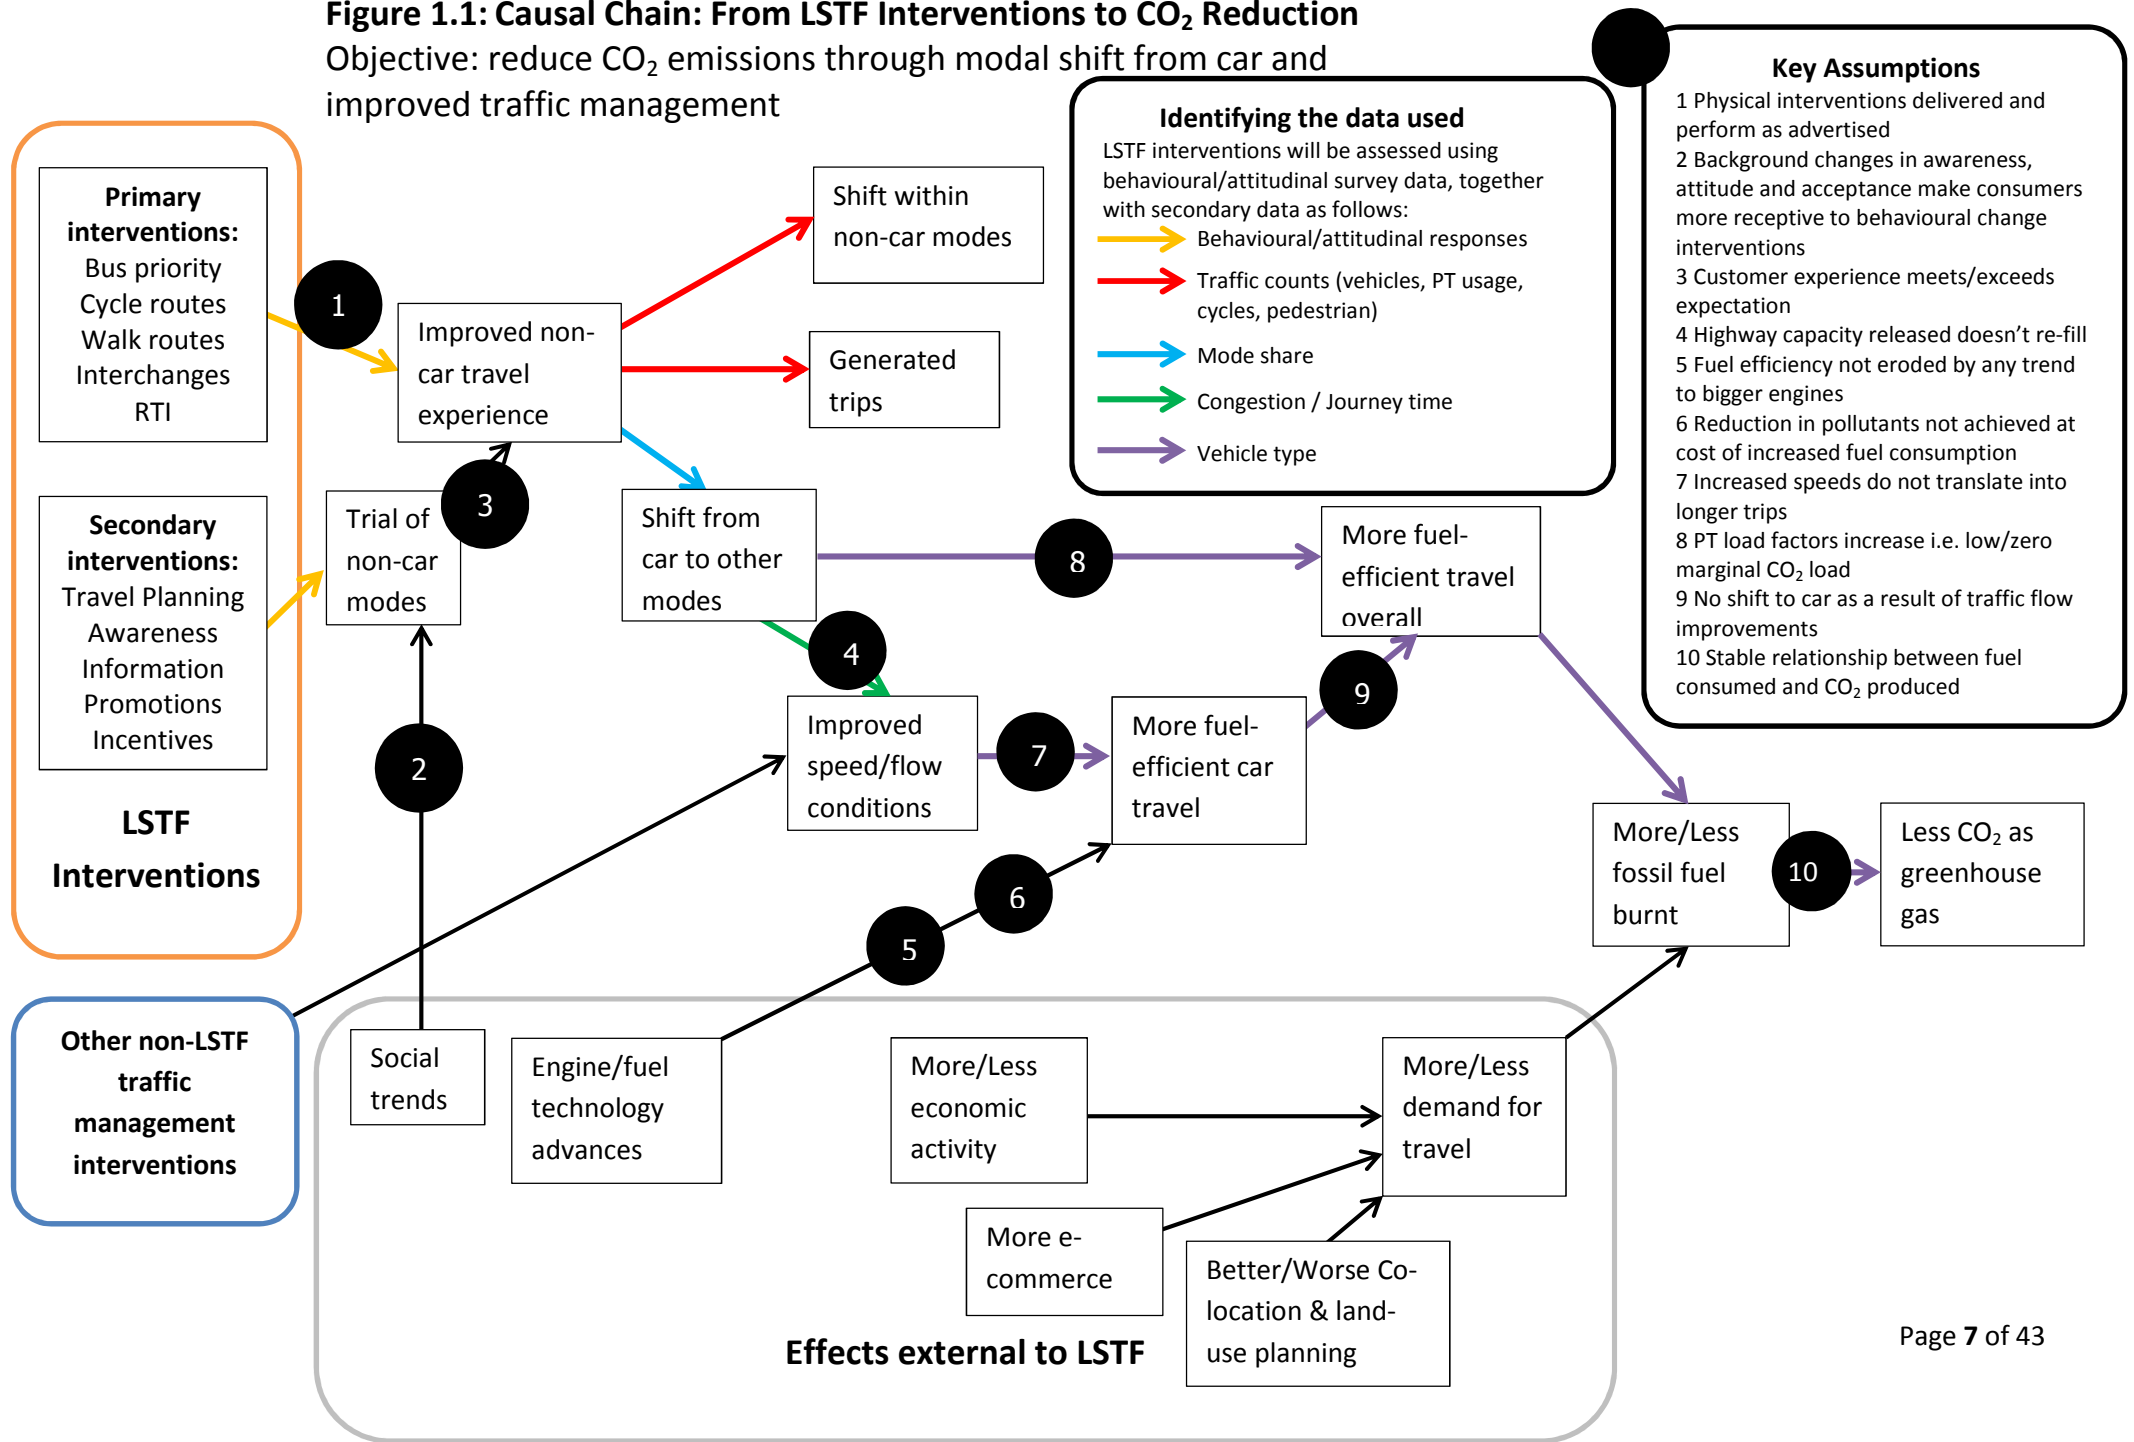 Figure 1.1: Causal Chain: From LSTF Interventions to CO₂ Reduction
Objective: reduce CO₂ emissions through modal shift from car and
improved traffic management
Primary
interventions:
Bus priority
Cycle routes
Walk routes
Interchanges
RTI
Secondary
interventions:
Travel Planning
Awareness
Information
Promotions
Incentives
LSTF
Interventions
Other non-LSTF
traffic
management
interventions
1
Improved non-
car travel
experience
3
Trial of
non-car
modes
2
Shift within
non-car modes
Generated
trips
Shift from
car to other
modes
4
8
Improved
speed/flow
conditions
7
More fuel-
efficient car
travel
9
More fuel-
efficient travel
overall
6
5
More/Less
fossil fuel
burnt
10
Less CO₂ as
greenhouse
gas
Identifying the data used
LSTF interventions will be assessed using
behavioural/attitudinal survey data, together
with secondary data as follows:
Behavioural/attitudinal responses
Traffic counts (vehicles, PT usage,
cycles, pedestrian)
Mode share
Congestion / Journey time
Vehicle type
Key Assumptions
1 Physical interventions delivered and
perform as advertised
2 Background changes in awareness,
attitude and acceptance make consumers
more receptive to behavioural change
interventions
3 Customer experience meets/exceeds
expectation
4 Highway capacity released doesn’t re-fill
5 Fuel efficiency not eroded by any trend
to bigger engines
6 Reduction in pollutants not achieved at
cost of increased fuel consumption
7 Increased speeds do not translate into
longer trips
8 PT load factors increase i.e. low/zero
marginal CO₂ load
9 No shift to car as a result of traffic flow
improvements
10 Stable relationship between fuel
consumed and CO₂ produced
Social
trends
Engine/fuel
technology
advances
More/Less
economic
activity
More/Less
demand for
travel
More e-
commerce
Better/Worse Co-
location & land-
use planning
Effects external to LSTF
Page 7 of 43